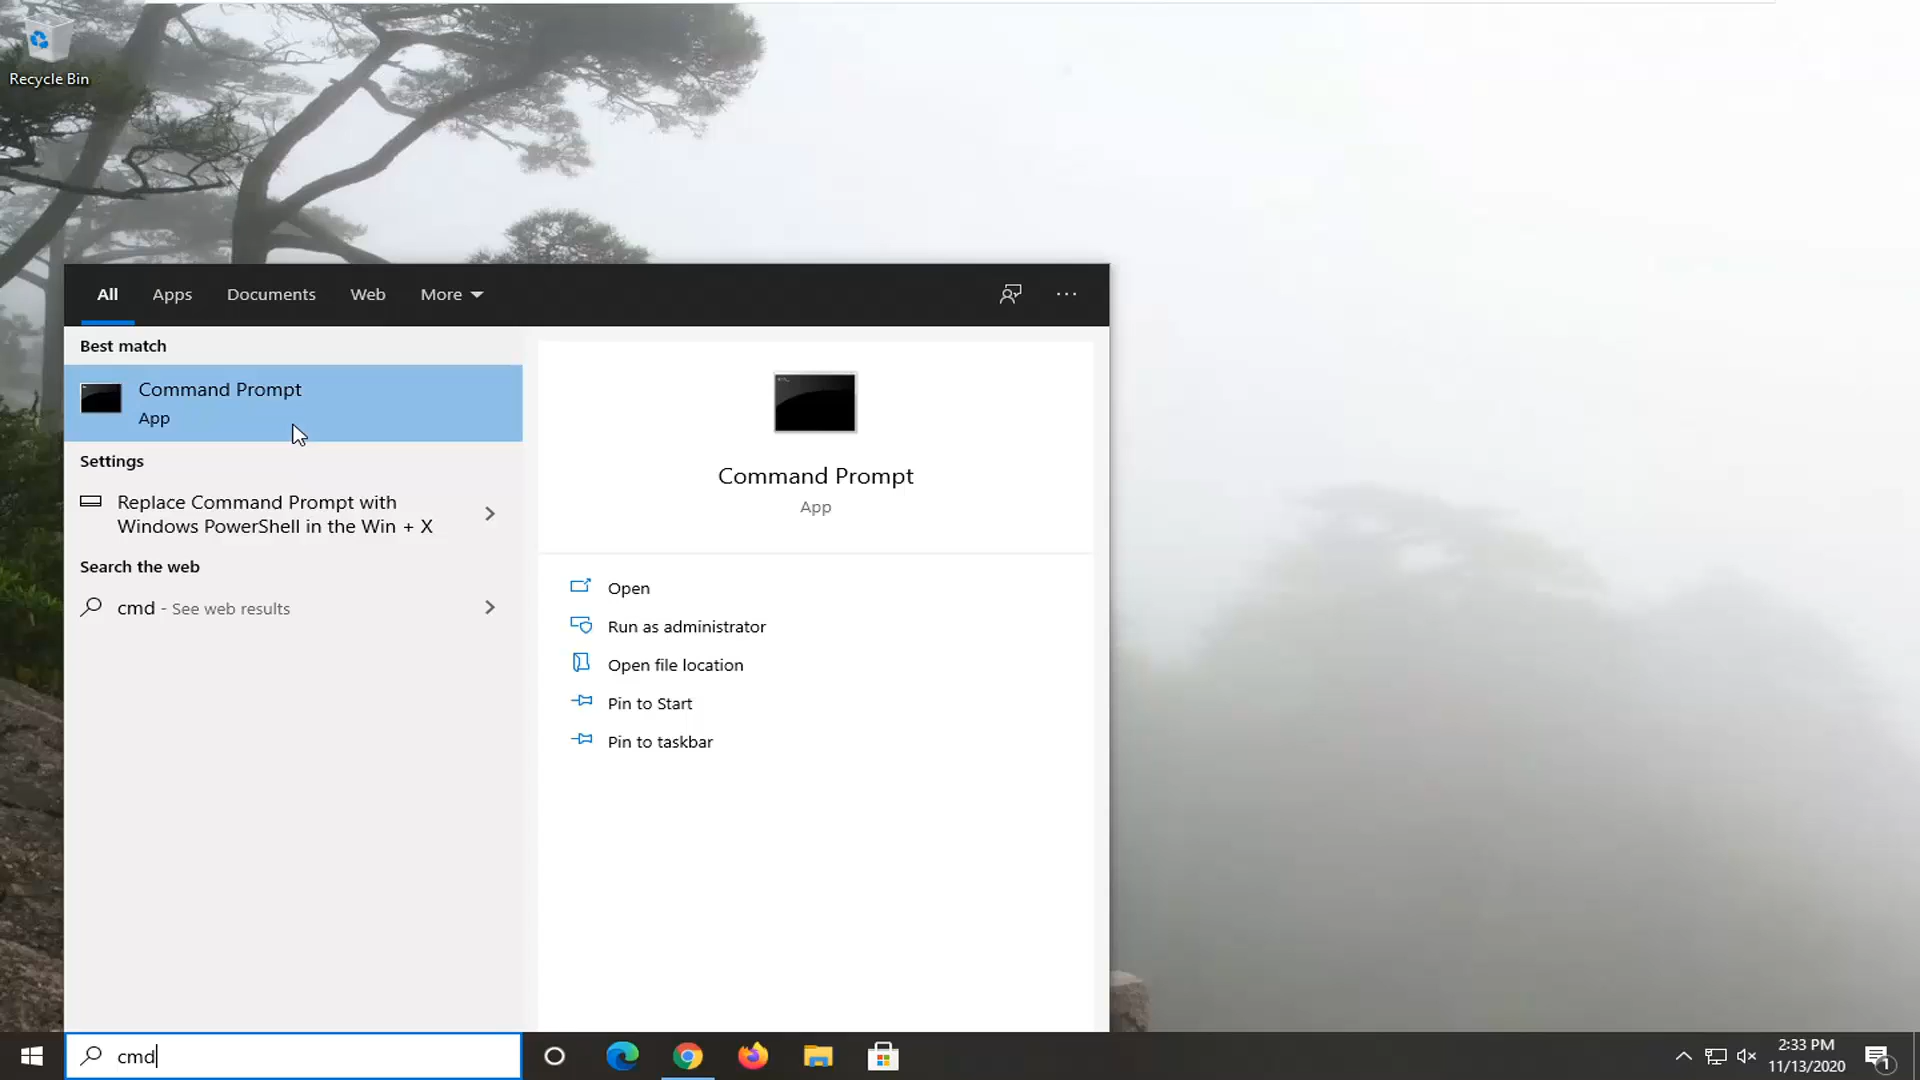 Recycle Bin
All Apps Documents Web More
Best match
Command Prompt
App
Settings
Replace Command Prompt with
Windows PowerShell in the Win + X
Search the web
cmd - See web results
Command Prompt
App
Open
Run as administrator
Open file location
Pin to Start
Pin to taskbar
cmd
2:33 PM
11/13/2020
1